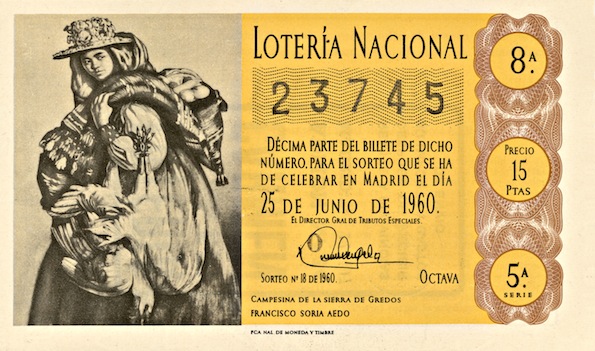 LOTERÍA NACIONAL
23745
DÉCIMA PARTE DEL BILLETE DE DICHO
NÚMERO, PARA EL SORTEO QUE SE HA
DE CELEBRAR EN MADRID EL DÍA
25 DE JUNIO DE 1960.
EL DIRECTOR GRAL DE TRIBUTOS ESPECIALES.
SORTEO Nº 18 DE 1960. OCTAVA
CAMPESINA DE LA SIERRA DE GREDOS
FRANCISCO SORIA AEDO
FCA NAL DE MONEDA Y TIMBRE
8ª.
PRECIO
15
PTAS
5.ª
SERIE